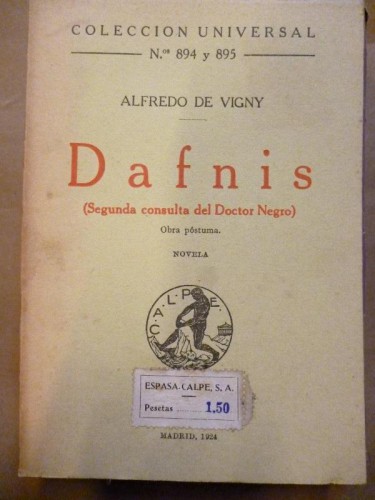 COLECCION UNIVERSAL
N.os 894 y 895
ALFREDO DE VIGNY
Dafnis
(Segunda consulta del Doctor Negro)
Obra póstuma.
NOVELA
CALPE
ESPASA-CALPE, S. A.
Pesetas ........ 1.50
MADRID, 1924